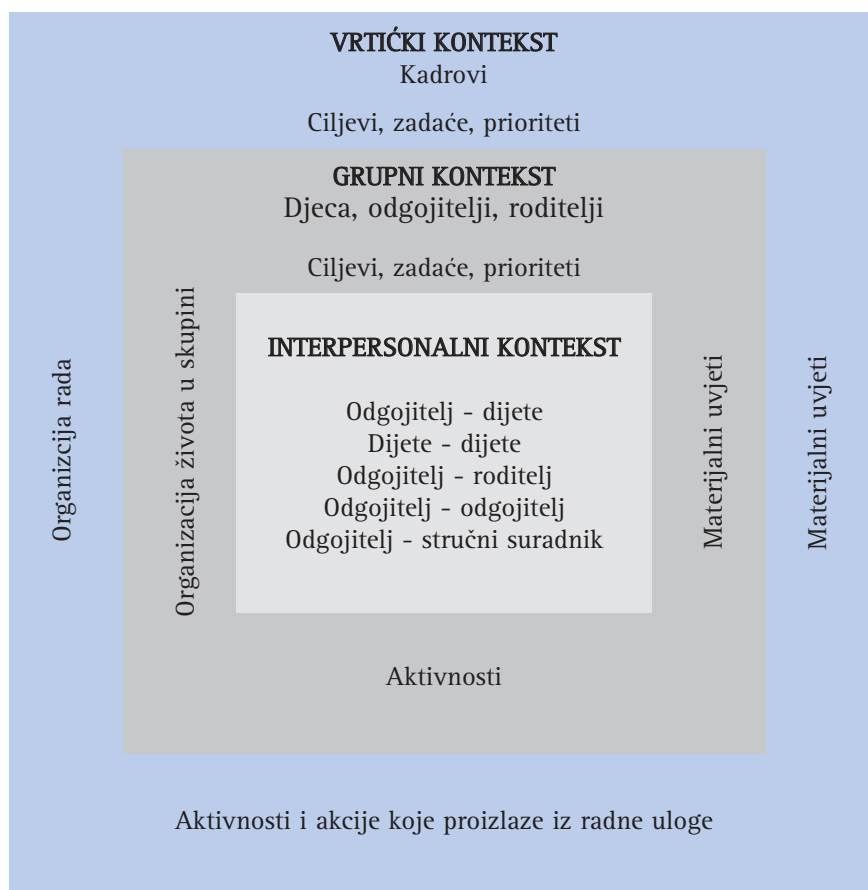 VRTIĆKI KONTEKST
Kadrovi
Ciljevi, zadaće, prioriteti
GRUPNI KONTEKST
Djeca, odgojitelji, roditelji
Ciljevi, zadaće, prioriteti
Organizcija rada
Organizacija života u skupini
INTERPERSONALNI KONTEKST
Odgojitelj - dijete
Dijete - dijete
Odgojitelj - roditelj
Odgojitelj - odgojitelj
Odgojitelj - stručni suradnik
Materijalni uvjeti
Materijalni uvjeti
Aktivnosti
Aktivnosti i akcije koje proizlaze iz radne uloge